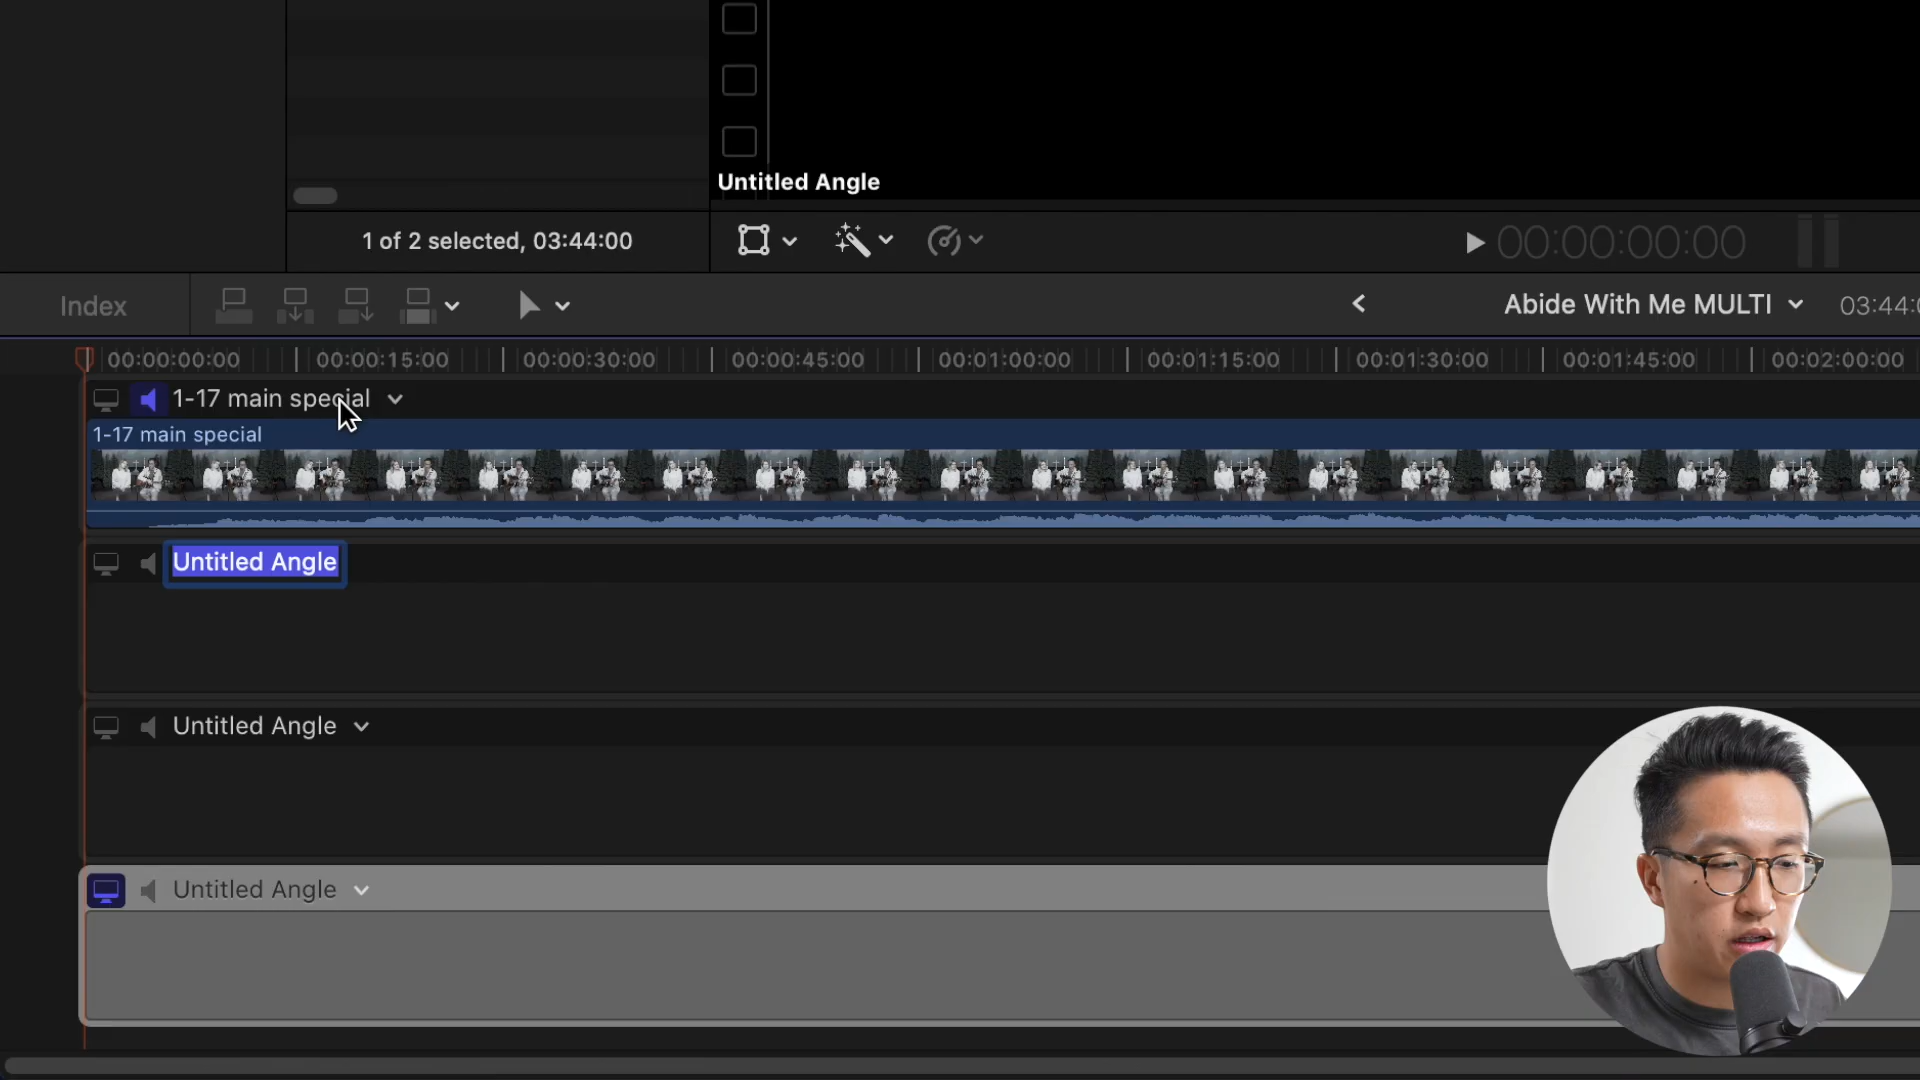 Untitled Angle
1 of 2 selected, 03:44:00
00:00:00:00
Index
Abide With Me MULTI
03:44:0
00:00:00:00 00:00:15:00 00:00:30:00 00:00:45:00 00:01:00:00 00:01:15:00 00:01:30:00 00:01:45:00 00:02:00:00
1-17 main special
1-17 main special
Untitled Angle
Untitled Angle
Untitled Angle